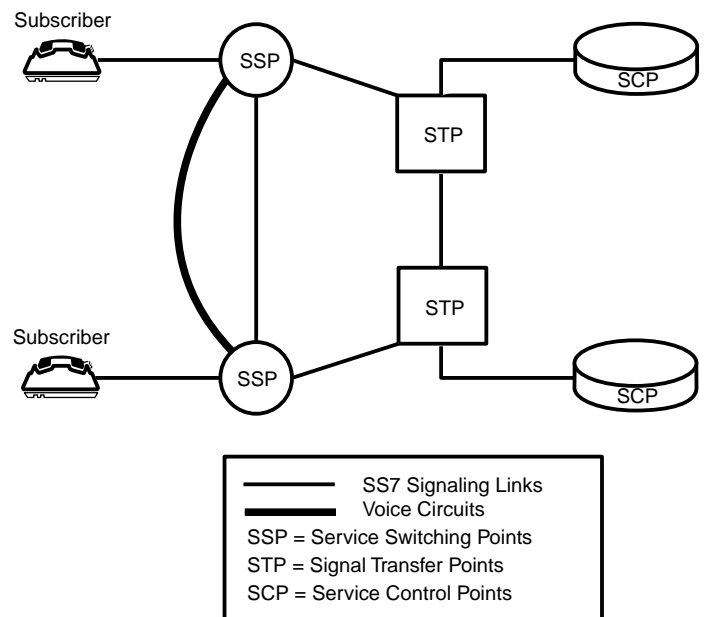 Subscriber
SSP
SCP
STP
STP
Subscriber
SSP
SCP
SS7 Signaling Links
Voice Circuits
SSP = Service Switching Points
STP = Signal Transfer Points
SCP = Service Control Points